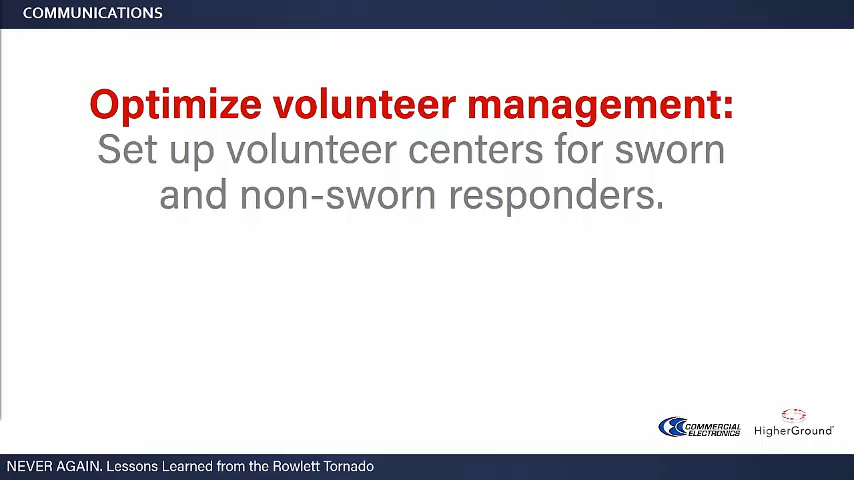 COMMUNICATIONS
Optimize volunteer management:
Set up volunteer centers for sworn
and non-sworn responders.
COMMERCIAL
ELECTRONICS
HigherGround
NEVER AGAIN. Lessons Learned from the Rowlett Tornado